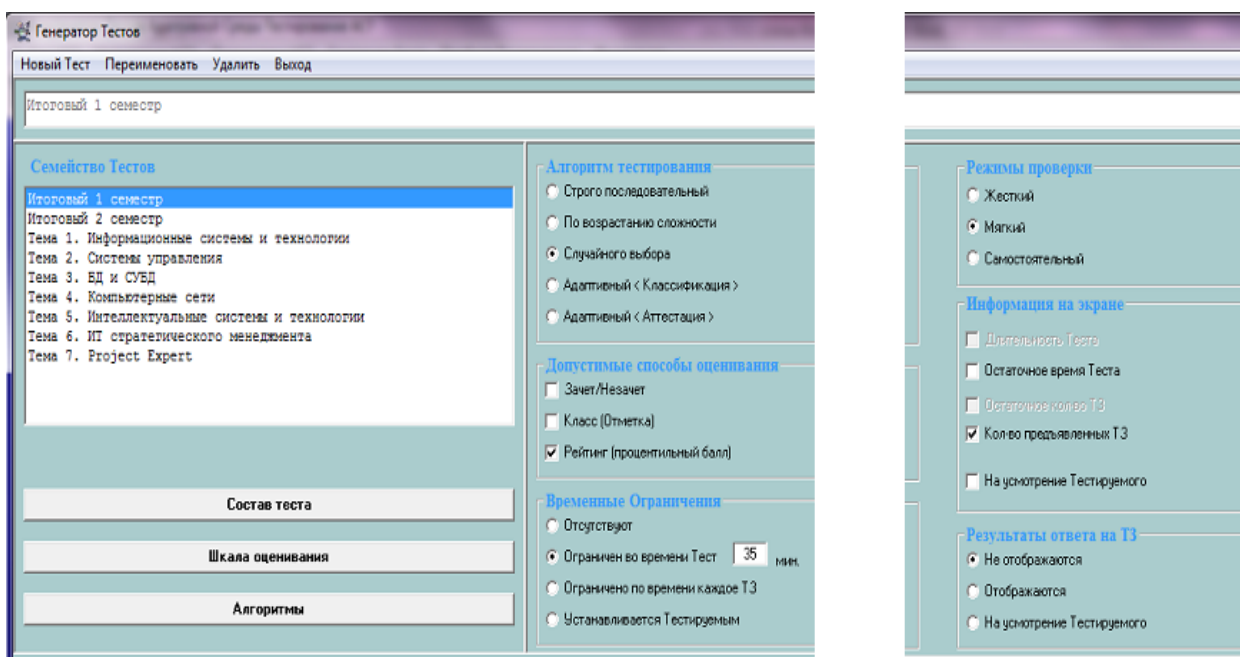 Генератор Тестов
Новый Тест Переименовать Удалить Выход
Итоговый 1 семестр
Семейство Тестов
Итоговый 1 семестр
Итоговый 2 семестр
Тема 1. Информационные системы и технологии
Тема 2. Системы управления
Тема 3. БД и СУБД
Тема 4. Компьютерные сети
Тема 5. Интеллектуальные системы и технологии
Тема 6. ИТ стратегического менеджмента
Тема 7. Project Expert
Состав теста
Шкала оценивания
Алгоритмы
Алгоритм тестирования
Строго последовательный
По возрастанию сложности
Случайного выбора
Адаптивный < Классификация >
Адаптивный < Аттестация >
Допустимые способы оценивания
Зачет/Незачет
Класс (Отметка)
Рейтинг (процентильный балл)
Временные Ограничения
Отсутствуют
Ограничен во времени Тест 35 мин.
Ограничено по времени каждое ТЗ
Устанавливается Тестируемым
Режимы проверки
Жесткий
Мягкий
Самостоятельный
Информация на экране
Длительность Теста
Остаточное время Теста
Остаточное кол-во ТЗ
Кол-во предъявленных ТЗ
На усмотрение Тестируемого
Результаты ответа на ТЗ
Не отображаются
Отображаются
На усмотрение Тестируемого